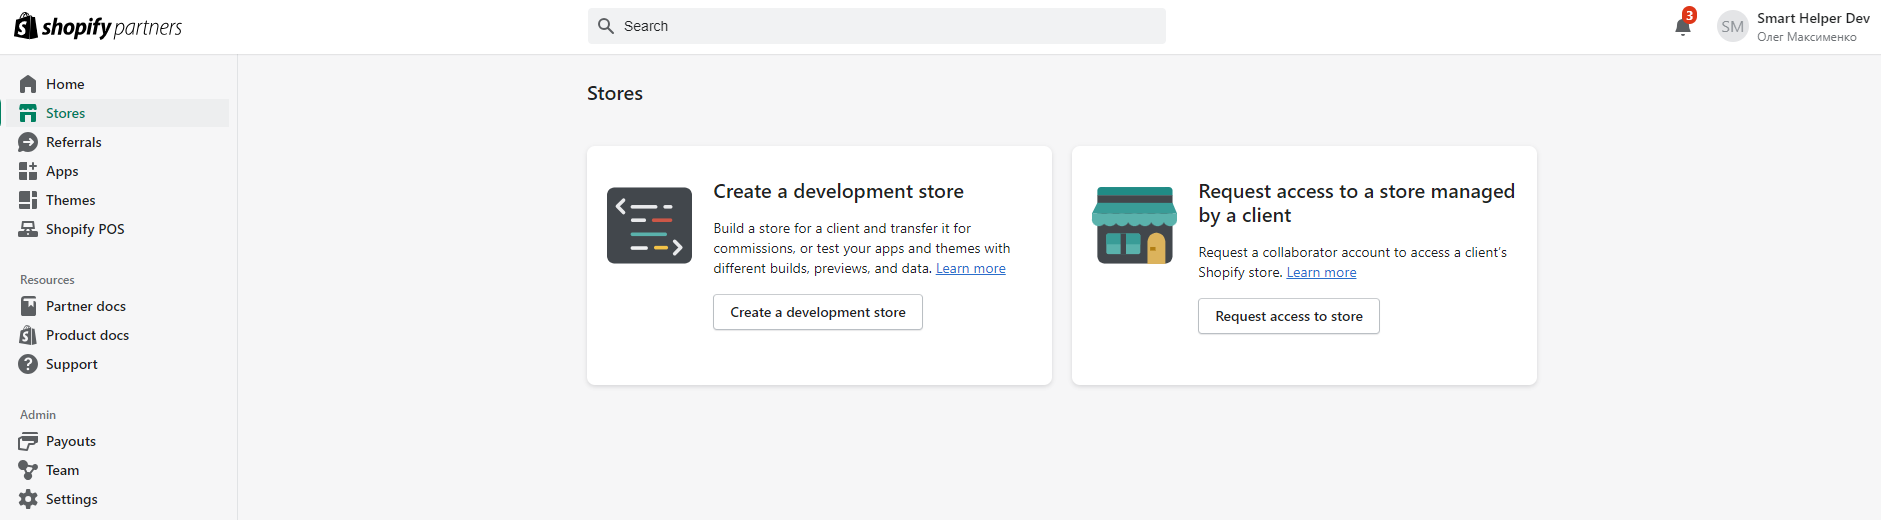 shopify partners
Search
3
SM
Smart Helper Dev
Олег Максименко
Home
Stores
Referrals
Apps
Themes
Shopify POS
Resources
Partner docs
Product docs
Support
Admin
Payouts
Team
Settings
Stores
Create a development store
Build a store for a client and transfer it for
commissions, or test your apps and themes with
different builds, previews, and data. Learn more
Create a development store
Request access to a store managed
by a client
Request a collaborator account to access a client's
Shopify store. Learn more
Request access to store